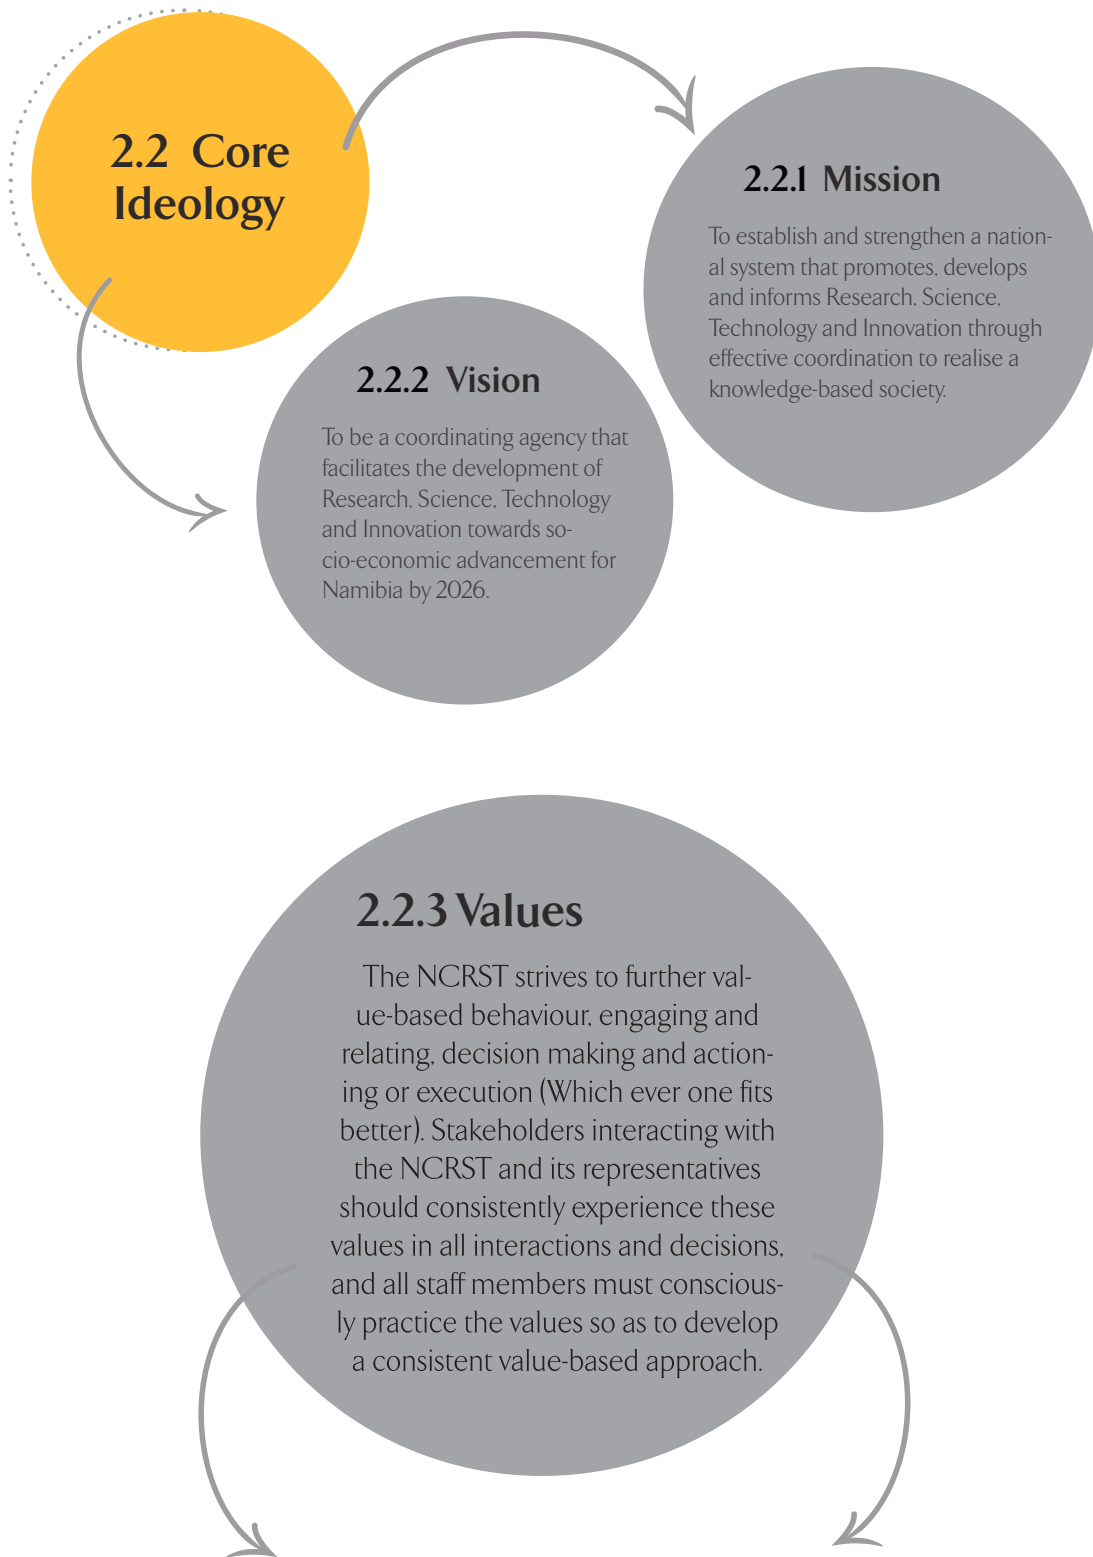 2.2 Core
Ideology
2.2.1 Mission
To establish and strengthen a nation-
al system that promotes, develops
and informs Research, Science,
Technology and Innovation through
effective coordination to realise a
knowledge-based society.
2.2.2 Vision
To be a coordinating agency that
facilitates the development of
Research, Science, Technology
and Innovation towards so-
cio-economic advancement for
Namibia by 2026.
2.2.3 Values
The NCRST strives to further val-
ue-based behaviour, engaging and
relating, decision making and action-
ing or execution (Which ever one fits
better). Stakeholders interacting with
the NCRST and its representatives
should consistently experience these
values in all interactions and decisions,
and all staff members must conscious-
ly practice the values so as to develop
a consistent value-based approach.